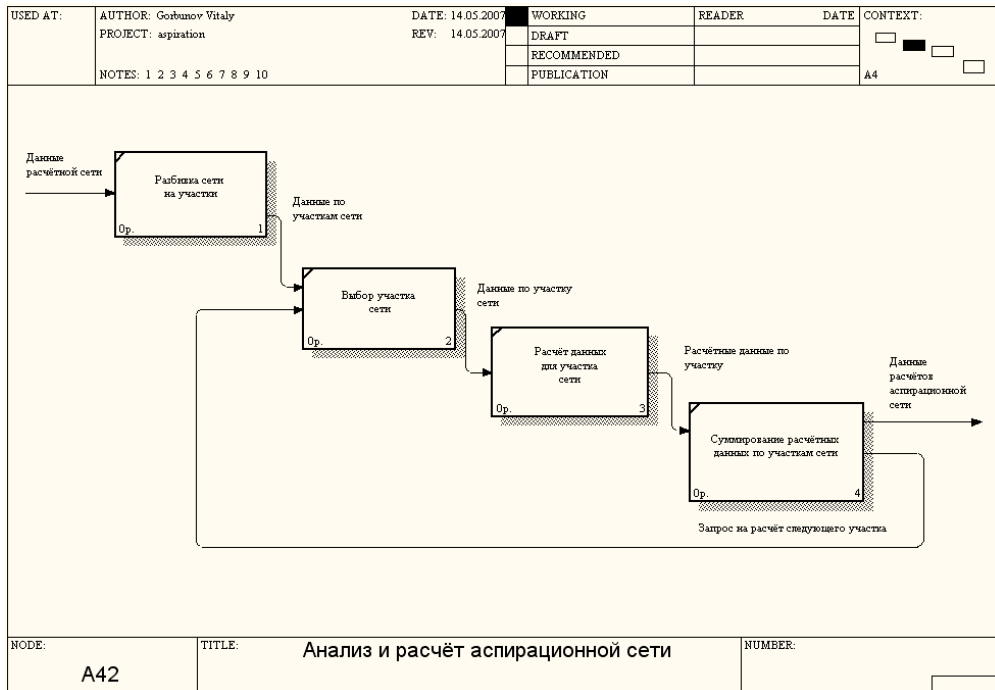 USED AT:
AUTHOR: Gorbunov Vitaly
DATE: 14.05.2007
WORKING
READER
DATE
CONTEXT:
PROJECT: aspiration
REV: 14.05.2007
DRAFT
RECOMMENDED
NOTES: 1 2 3 4 5 6 7 8 9 10
PUBLICATION
A4
Данные
расчётной сети
Разбивка сети
на участки
0р.
1
Данные по
участкам сети
Выбор участка
сети
0р.
2
Данные по участку
сети
Расчёт данных
для участка
сети
0р.
3
Расчётные данные по
участку
Данные
расчётов
аспирационной
сети
Суммирование расчётных
данных по участкам сети
0р.
4
Запрос на расчёт следующего участка
NODE:
A42
TITLE:
Анализ и расчёт аспирационной сети
NUMBER: